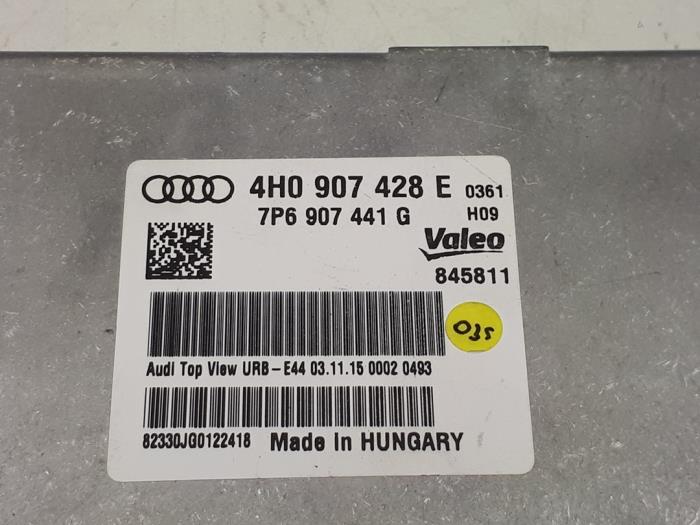 4H0 907 428 E 0361
7P6 907 441 G H09
Valeo
845811
035
Audi Top View URB-E44 03.11.15 0002 0493
82330JG0122418 Made in HUNGARY